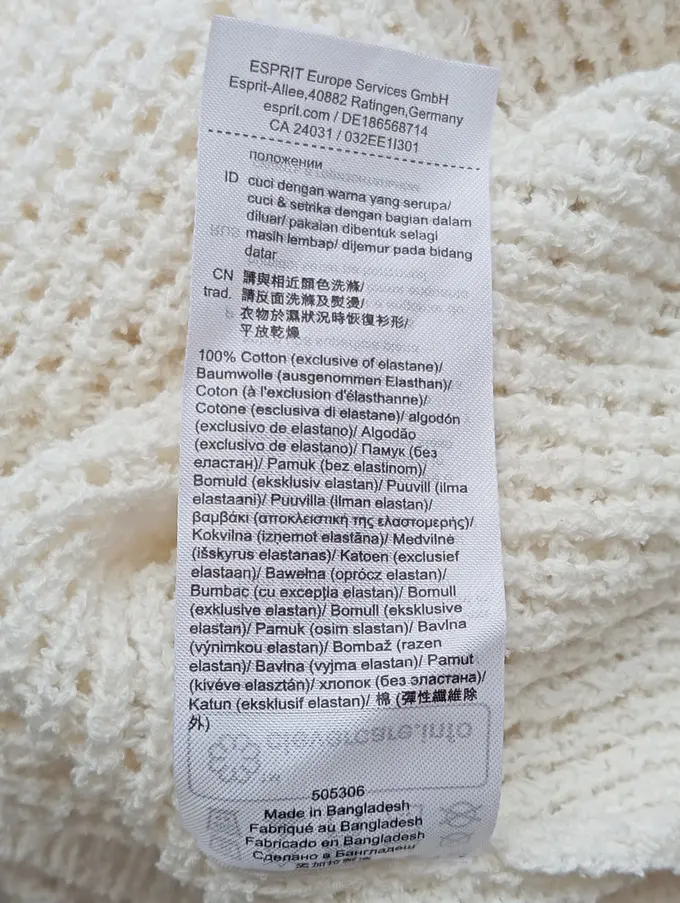 ESPRIT Europe Services GmbH
Esprit-Allee,40882 Ratingen,Germany
esprit.com / DE186568714
CA 24031 / 032EE1I301
положении
ID cuci dengan warna yang serupa/
cuci & setrika dengan bagian dalam
diluar/ pakaian dibentuk selagi
masih lembap/ dijemur pada bidang
datar
CN 請與相近顏色洗滌/
trad. 請反面洗滌及熨燙/
衣物於濕狀況時恢復衫形/
平放乾燥
100% Cotton (exclusive of elastane)/
Baumwolle (ausgenommen Elasthan)/
Coton (à l'exclusion d'élasthanne)/
Cotone (esclusiva di elastane)/ algodón
(exclusivo de elastano)/ Algodão
(exclusivo de elastano)/ Памук (без
еластан)/ Pamuk (bez elastinom)/
Bomuld (eksklusiv elastan)/ Puuvill (ilma
elastaani)/ Puuvilla (ilman elastan)/
βαμβάκι (αποκλειστική της ελαστομερής)/
Kokvilna (izņemot elastāna)/ Medvilnė
(išskyrus elastanas)/ Katoen (exclusief
elastaan)/ Bawełna (oprócz elastan)/
Bumbac (cu excepţia elastan)/ Bomull
(exklusive elastan)/ Bomull (eksklusive
elastan)/ Pamuk (osim slastan)/ Bavlna
(výnimkou elastan)/ Bombaž (razen
elastan)/ Bavlna (vyjma elastan)/ Pamut
(kivéve elasztán)/ хлопок (без эластана)/
Katun (eksklusif elastan)/ 棉 (彈性纖維除
外)
clevercare.info
505306
Made in Bangladesh
Fabriqué au Bangladesh
Fabricado en Bangladesh
Сделано в Бангладеш